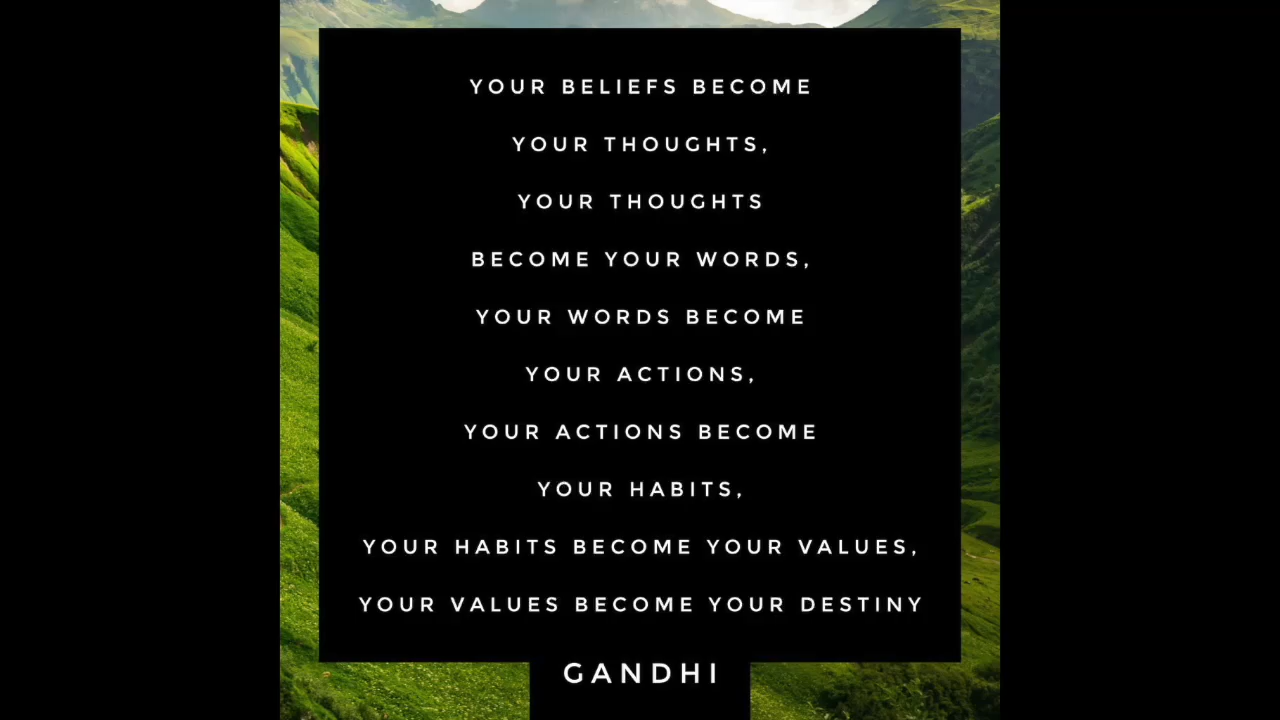 YOUR BELIEFS BECOME
YOUR THOUGHTS,
YOUR THOUGHTS
BECOME YOUR WORDS,
YOUR WORDS BECOME
YOUR ACTIONS,
YOUR ACTIONS BECOME
YOUR HABITS,
YOUR HABITS BECOME YOUR VALUES,
YOUR VALUES BECOME YOUR DESTINY
GANDHI